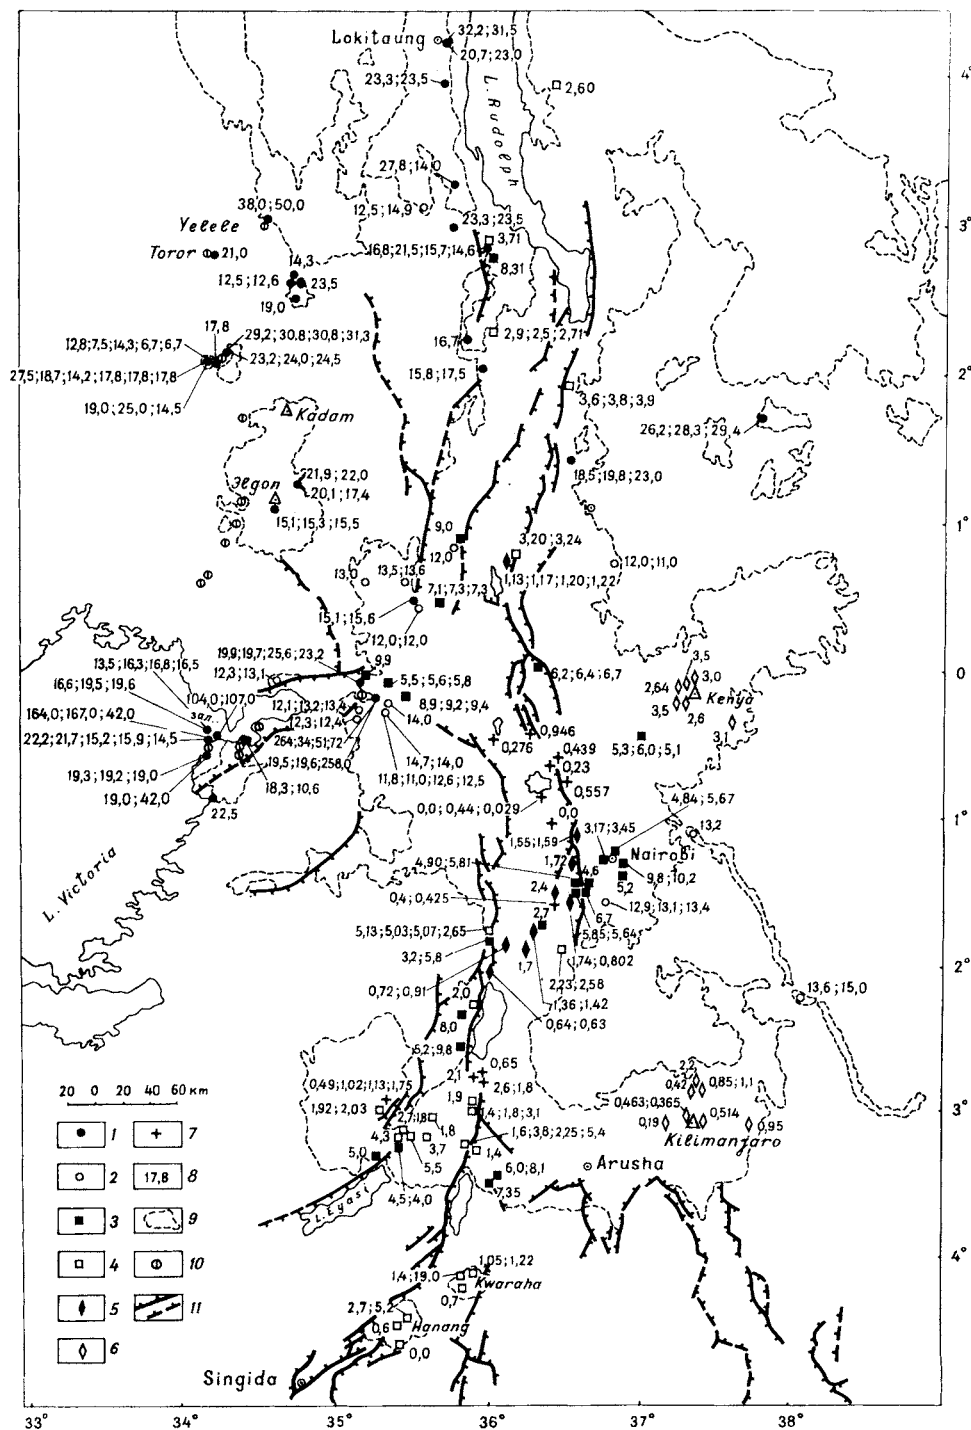 Lokitaung
32,2; 31,5
20,7; 23,0
23,3; 23,5
4°
2,60
L. Rudolph
27,8; 14,0
12,5; 14,9
38,0; 50,0
Yelele
23,3; 23,5
3°
3,71
Toror
21,0
16,8; 21,5; 15,7; 14,6
8,31
14,3
12,5; 12,6
23,5
19,0
17,8
29,2; 30,8; 30,8; 31,3
12,8; 7,5; 14,3; 6,7; 6,7
23,2; 24,0; 24,5
16,7
2,9; 2,5; 2,71
27,5; 18,7; 14,2; 17,8; 17,8; 17,8
15,8; 17,5
2°
19,0; 25,0; 14,5
3,6; 3,8; 3,9
Kadam
26,2; 28,3; 29,4
21,9; 22,0
Эlgon
20,1; 17,4
18,5; 19,8; 23,0
15,1; 15,3; 15,5
1°
9,0
12,0
3,20; 3,24
12,0; 11,0
13,0
13,5; 13,6
7,1; 7,3; 7,3
1,13; 1,17; 1,20; 1,22
15,1; 15,6
12,0; 12,0
19,9; 19,7; 25,6; 23,2
9,9
13,5; 16,3; 16,8; 16,5
12,3; 13,1
5,5; 5,6; 5,8
6,2; 6,4; 6,7
3,5
3,0
0°
16,6; 19,5; 19,6
104,0; 107,0
12,1; 13,2; 13,4
8,9; 9,2; 9,4
2,64
Kenya
зал.
164,0; 167,0; 42,0
12,3; 12,4
14,0
3,5
2,6
22,2; 21,7; 15,2; 15,9; 14,5
264; 34; 51; 72
0,946
3,1
0,276
5,3; 6,0; 5,1
19,3; 19,2; 19,0
19,5; 19,6; 258,0
14,7; 14,0
0,439
19,0; 42,0
18,3; 10,6
11,8; 11,0; 12,6; 12,5
0,23
0,557
22,5
0,0; 0,44; 0,029
0,0
4,84; 5,67
1°
13,2
1,55; 1,59
3,17; 3,45
Nairobi
L. Victoria
4,90; 5,81
1,72
4,6
9,8; 10,2
2,4
5,2
0,4; 0,425
12,9; 13,1; 13,4
2,7
6,7
5,13; 5,03; 5,07; 2,65
5,85; 5,64
3,2; 5,8
1,7
1,74; 0,802
2°
0,72; 0,91
2,23; 2,58
13,6; 15,0
2,0
1,36; 1,42
8,0
0,64; 0,63
5,2; 9,8
0,65
2,1
2,6; 1,8
2,2
0,42
0,85; 1,1
20 0 20 40 60 км
0,49; 1,02; 1,13; 1,75
1,9
0,463; 0,365
1,92; 2,03
2,7; 1,8
1,4; 1,8; 3,1
0,19
0,514
0,95
3°
1,8
Kilimanjaro
4,3
1,6; 3,8; 2,25; 5,4
3,7
1,4
5,0
5,5
6,0; 8,1
Arusha
4,5; 4,0
7,35
L. Eyasi
4°
1,05; 1,22
1,4; 19,0
Kwaraha
0,7
2,7; 5,2
0,6
Hanang
0,0
Singida
1
7
2
17,8
8
3
9
4
10
5
11
6
33°
34°
35°
36°
37°
38°